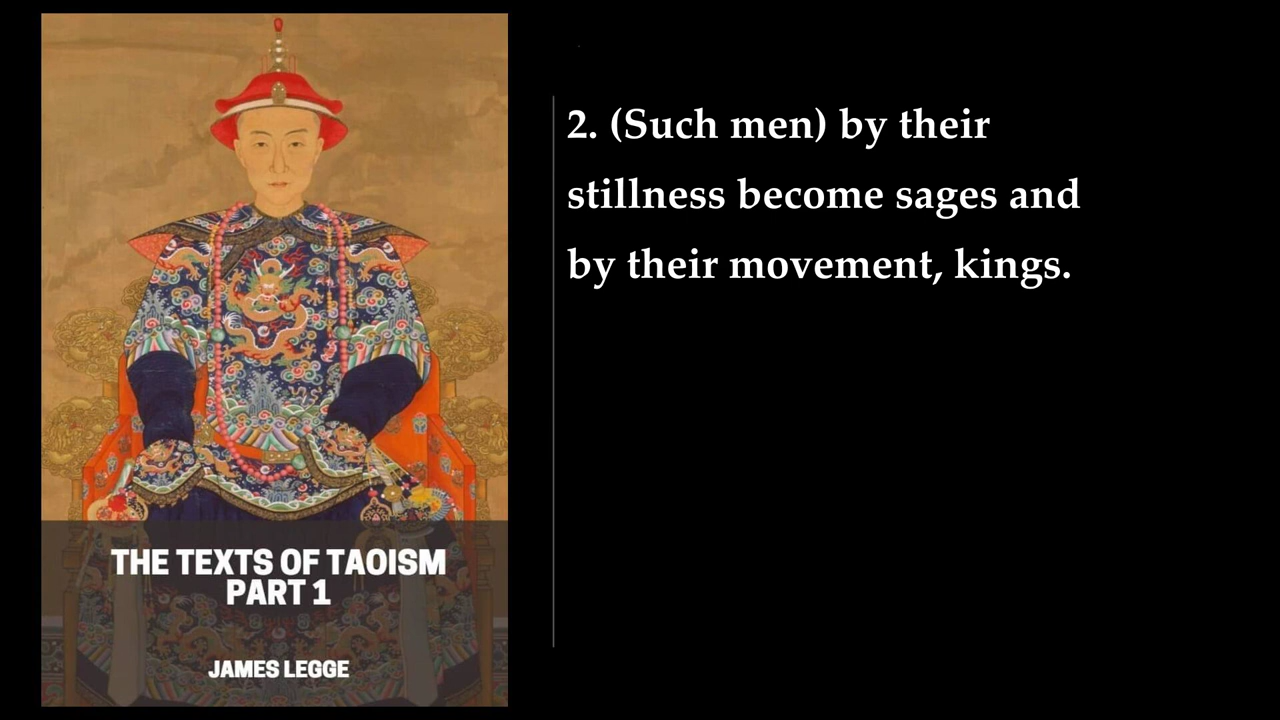 THE TEXTS OF TAOISM
PART 1
JAMES LEGGE
2. (Such men) by their
stillness become sages and
by their movement, kings.